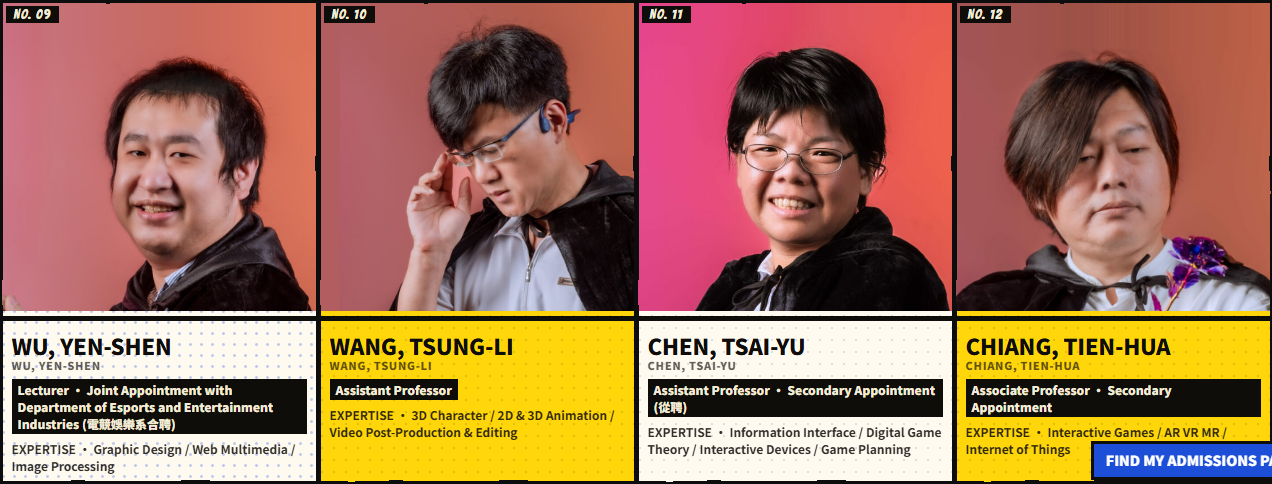 NO. 09
WU, YEN-SHEN
WU, YEN-SHEN
Lecturer • Joint Appointment with
Department of Esports and Entertainment
Industries (電競娛樂系合聘)
EXPERTISE • Graphic Design / Web Multimedia /
Image Processing
NO. 10
WANG, TSUNG-LI
WANG, TSUNG-LI
Assistant Professor
EXPERTISE • 3D Character / 2D & 3D Animation /
Video Post-Production & Editing
NO. 11
CHEN, TSAI-YU
CHEN, TSAI-YU
Assistant Professor • Secondary Appointment
(從聘)
EXPERTISE • Information Interface / Digital Game
Theory / Interactive Devices / Game Planning
NO. 12
CHIANG, TIEN-HUA
CHIANG, TIEN-HUA
Associate Professor • Secondary
Appointment
EXPERTISE • Interactive Games / AR VR MR /
Internet of Things
FIND MY ADMISSIONS PA